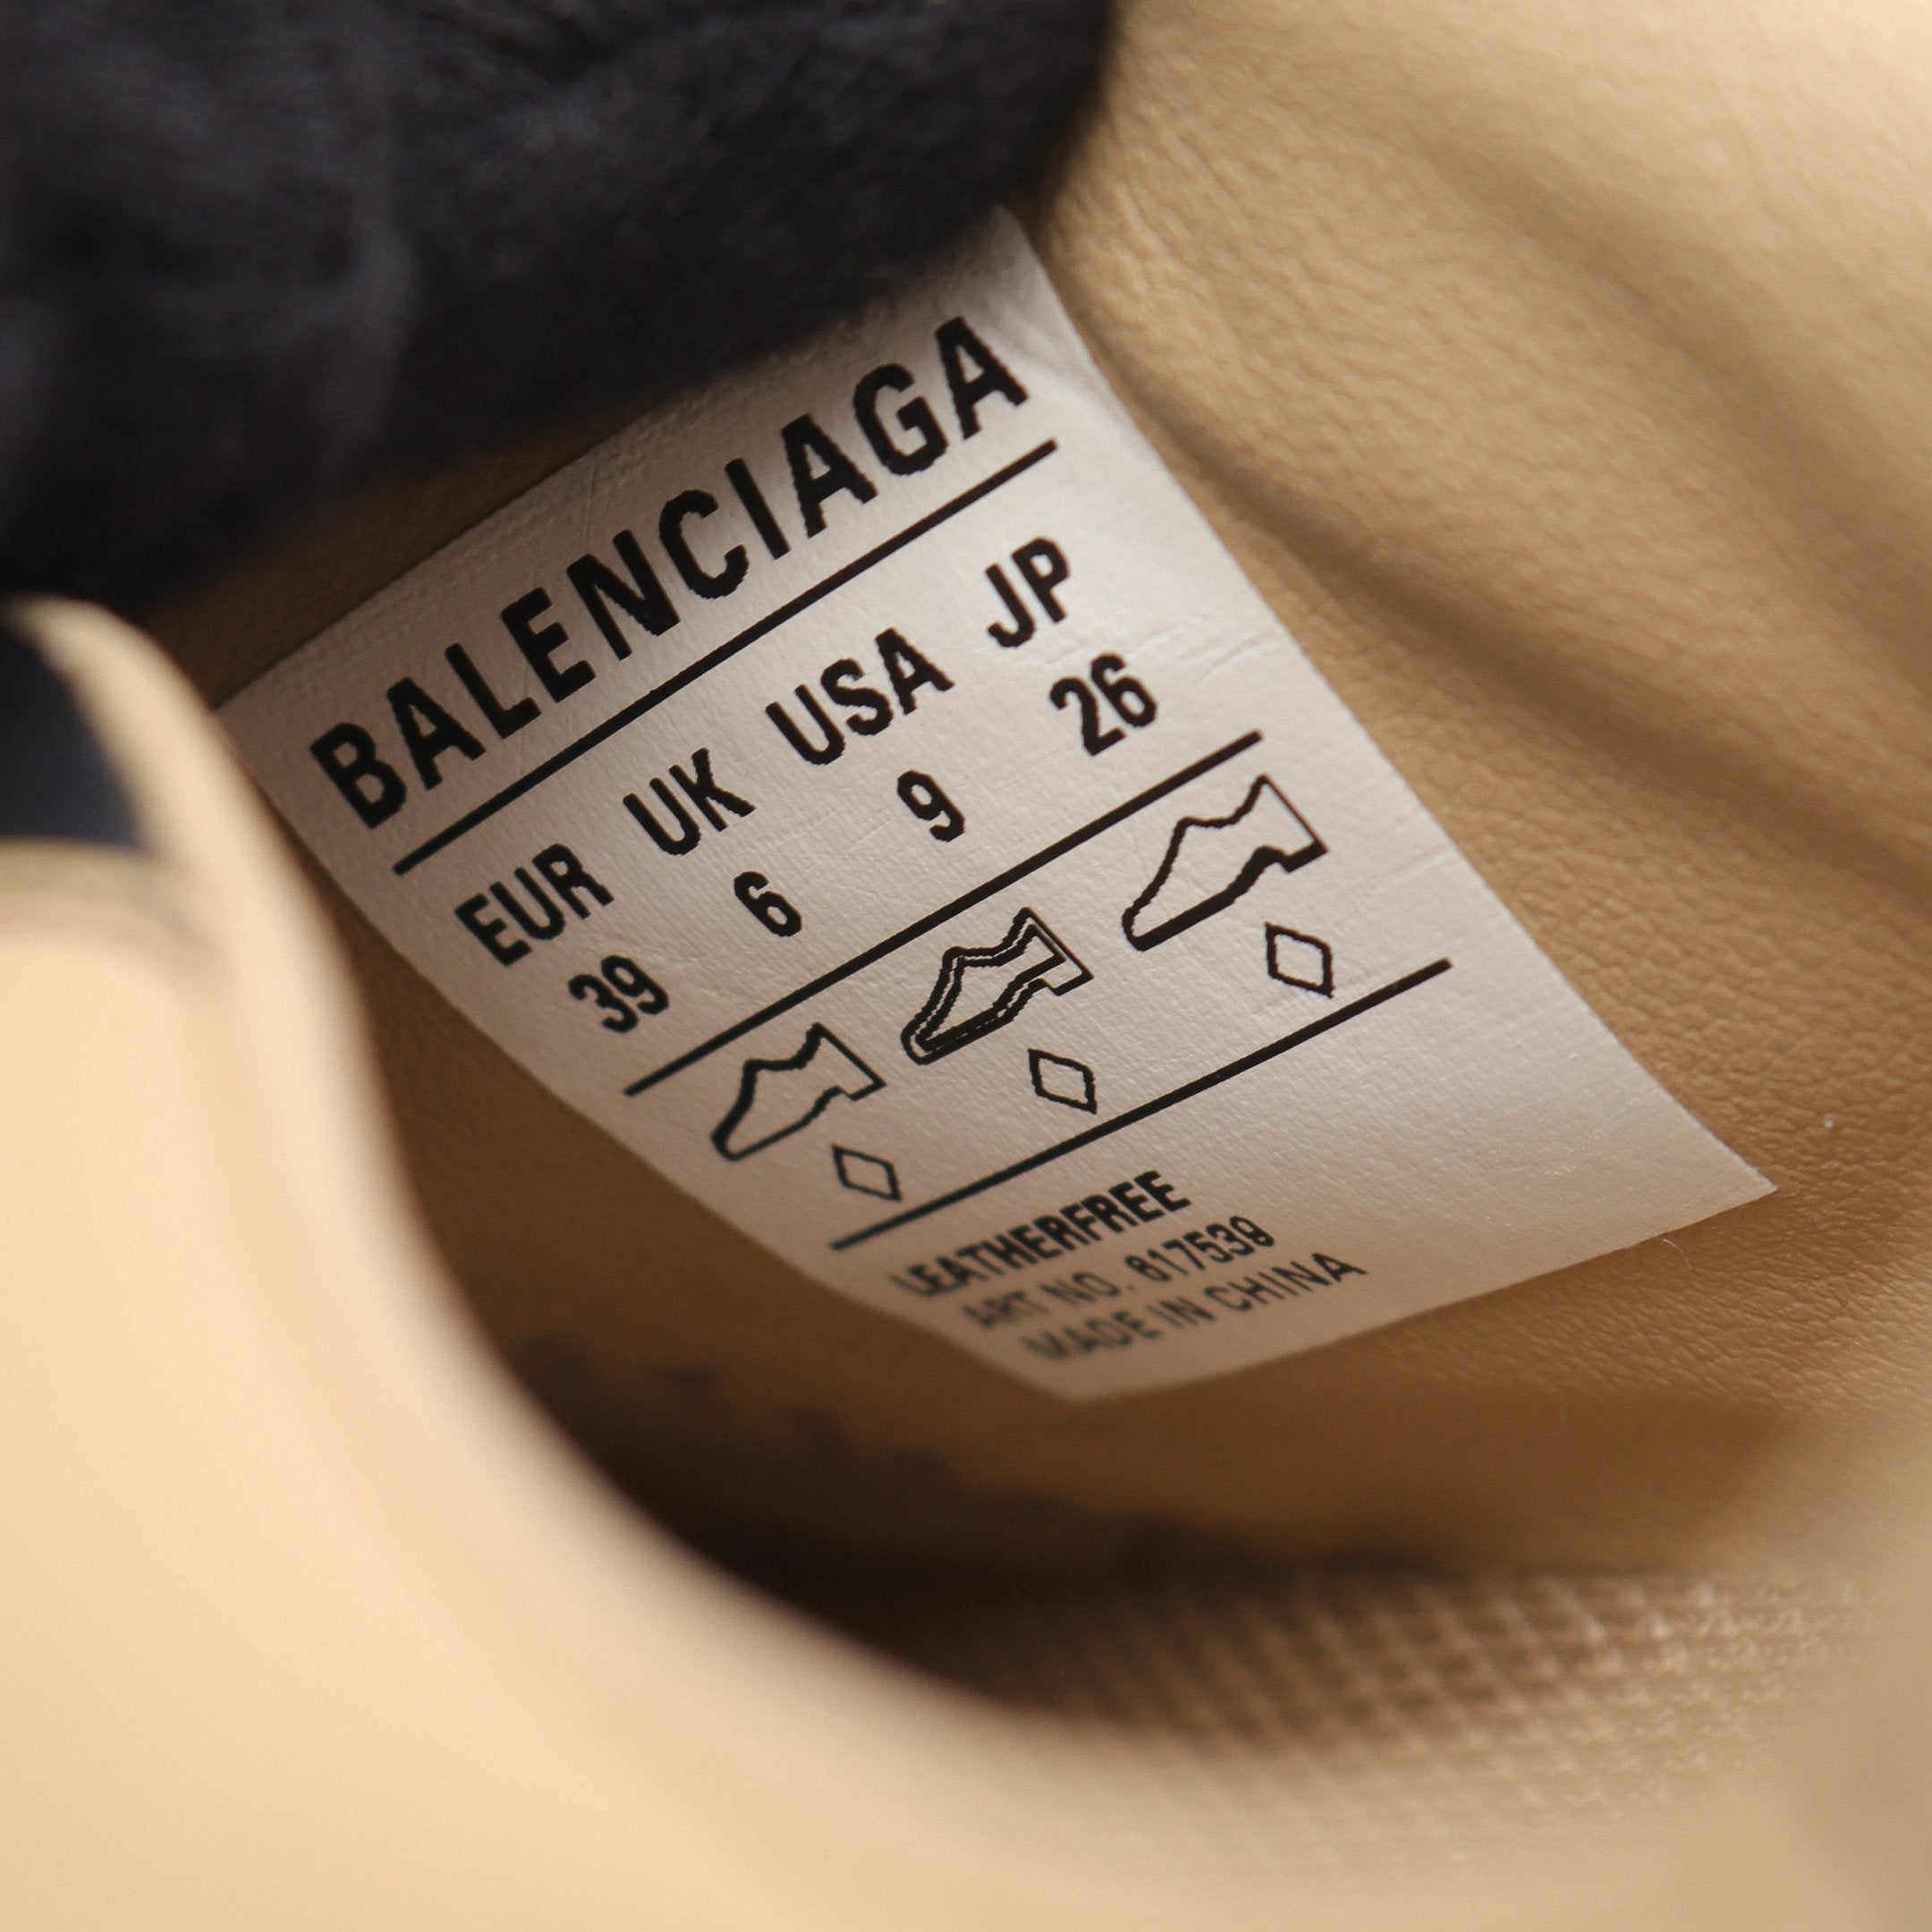 BALENCIAGA
EUR UK USA JP
39 6 9 26
LEATHERFREE
ART NO. 617539
MADE IN CHINA